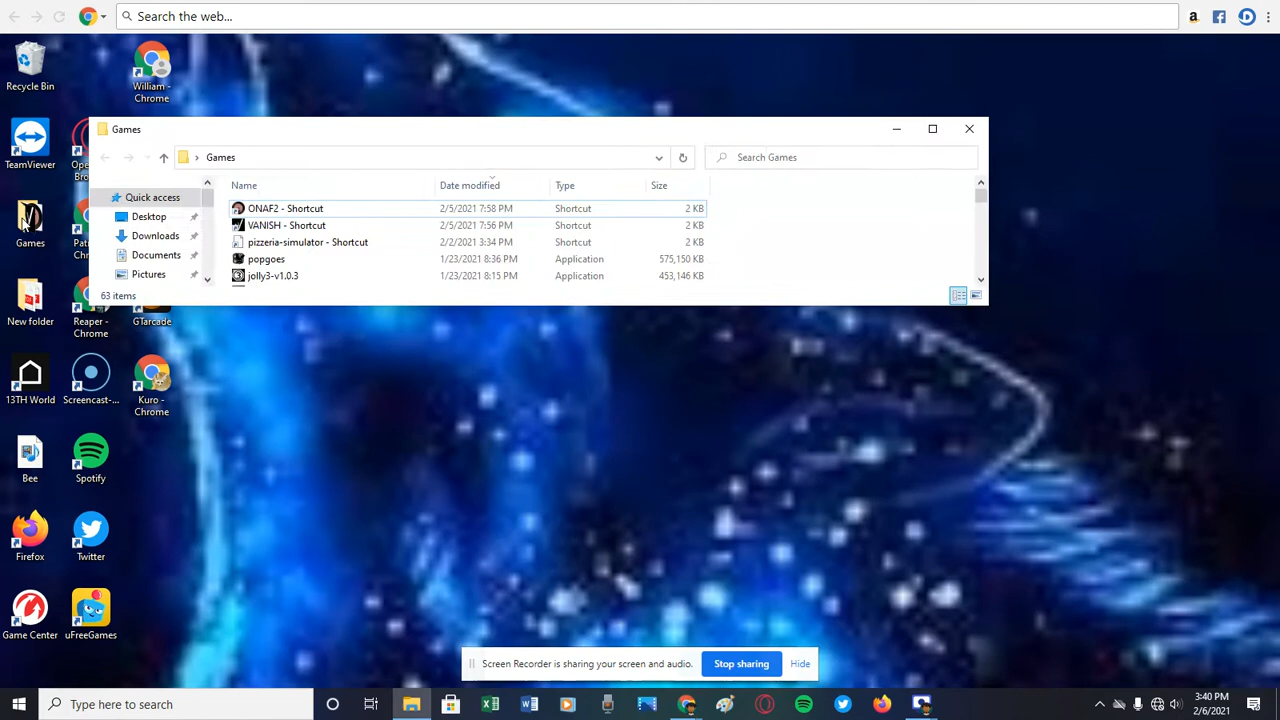 Search the web...
Recycle Bin
William - Chrome
TeamViewer
Games
New folder
Reaper - Chrome
GTarcade
13TH World
Screencast-...
Kuro - Chrome
Bee
Spotify
Firefox
Twitter
Game Center
uFreeGames
Games
Games
Search Games
Quick access
Desktop
Downloads
Documents
Pictures
Name Date modified Type Size
ONAF2 - Shortcut 2/5/2021 7:58 PM Shortcut 2 KB
VANISH - Shortcut 2/5/2021 7:56 PM Shortcut 2 KB
pizzeria-simulator - Shortcut 2/2/2021 3:34 PM Shortcut 2 KB
popgoes 1/23/2021 8:36 PM Application 575,150 KB
jolly3-v1.0.3 1/23/2021 8:15 PM Application 453,146 KB
63 items
Screen Recorder is sharing your screen and audio. Stop sharing Hide
Type here to search
3:40 PM
2/6/2021